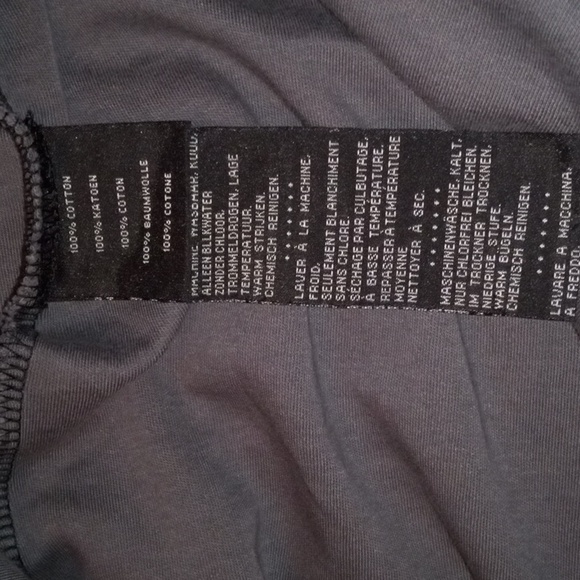 100% COTTON
100% KATOEN
100% COTON
100% BAUMWOLLE
100% COTONE
ALLEEN BLKWATER
ZONDER CHLOOR.
TROMMELDROGEN, LAGE
TEMPERATUUR.
WARM STRIJKEN.
CHEMISCH REINIGEN.
LAVER À LA MACHINE,
FROID.
SEULEMENT BLANCHIMENT
SANS CHLORE.
SÉCHAGE PAR CULBUTAGE,
À BASSE TEMPÉRATURE.
REPASSER À TEMPÉRATURE
MOYENNE.
NETTOYER À SEC.
MASCHINENWÄSCHE, KALT.
NUR CHLORFREI BLEICHEN.
IM TROCKNER TROCKNEN,
NIEDRIGE STUFE.
WARM BÜGELN.
CHEMISCH REINIGEN.
LAVARE A MACCHINA,
A FREDDO